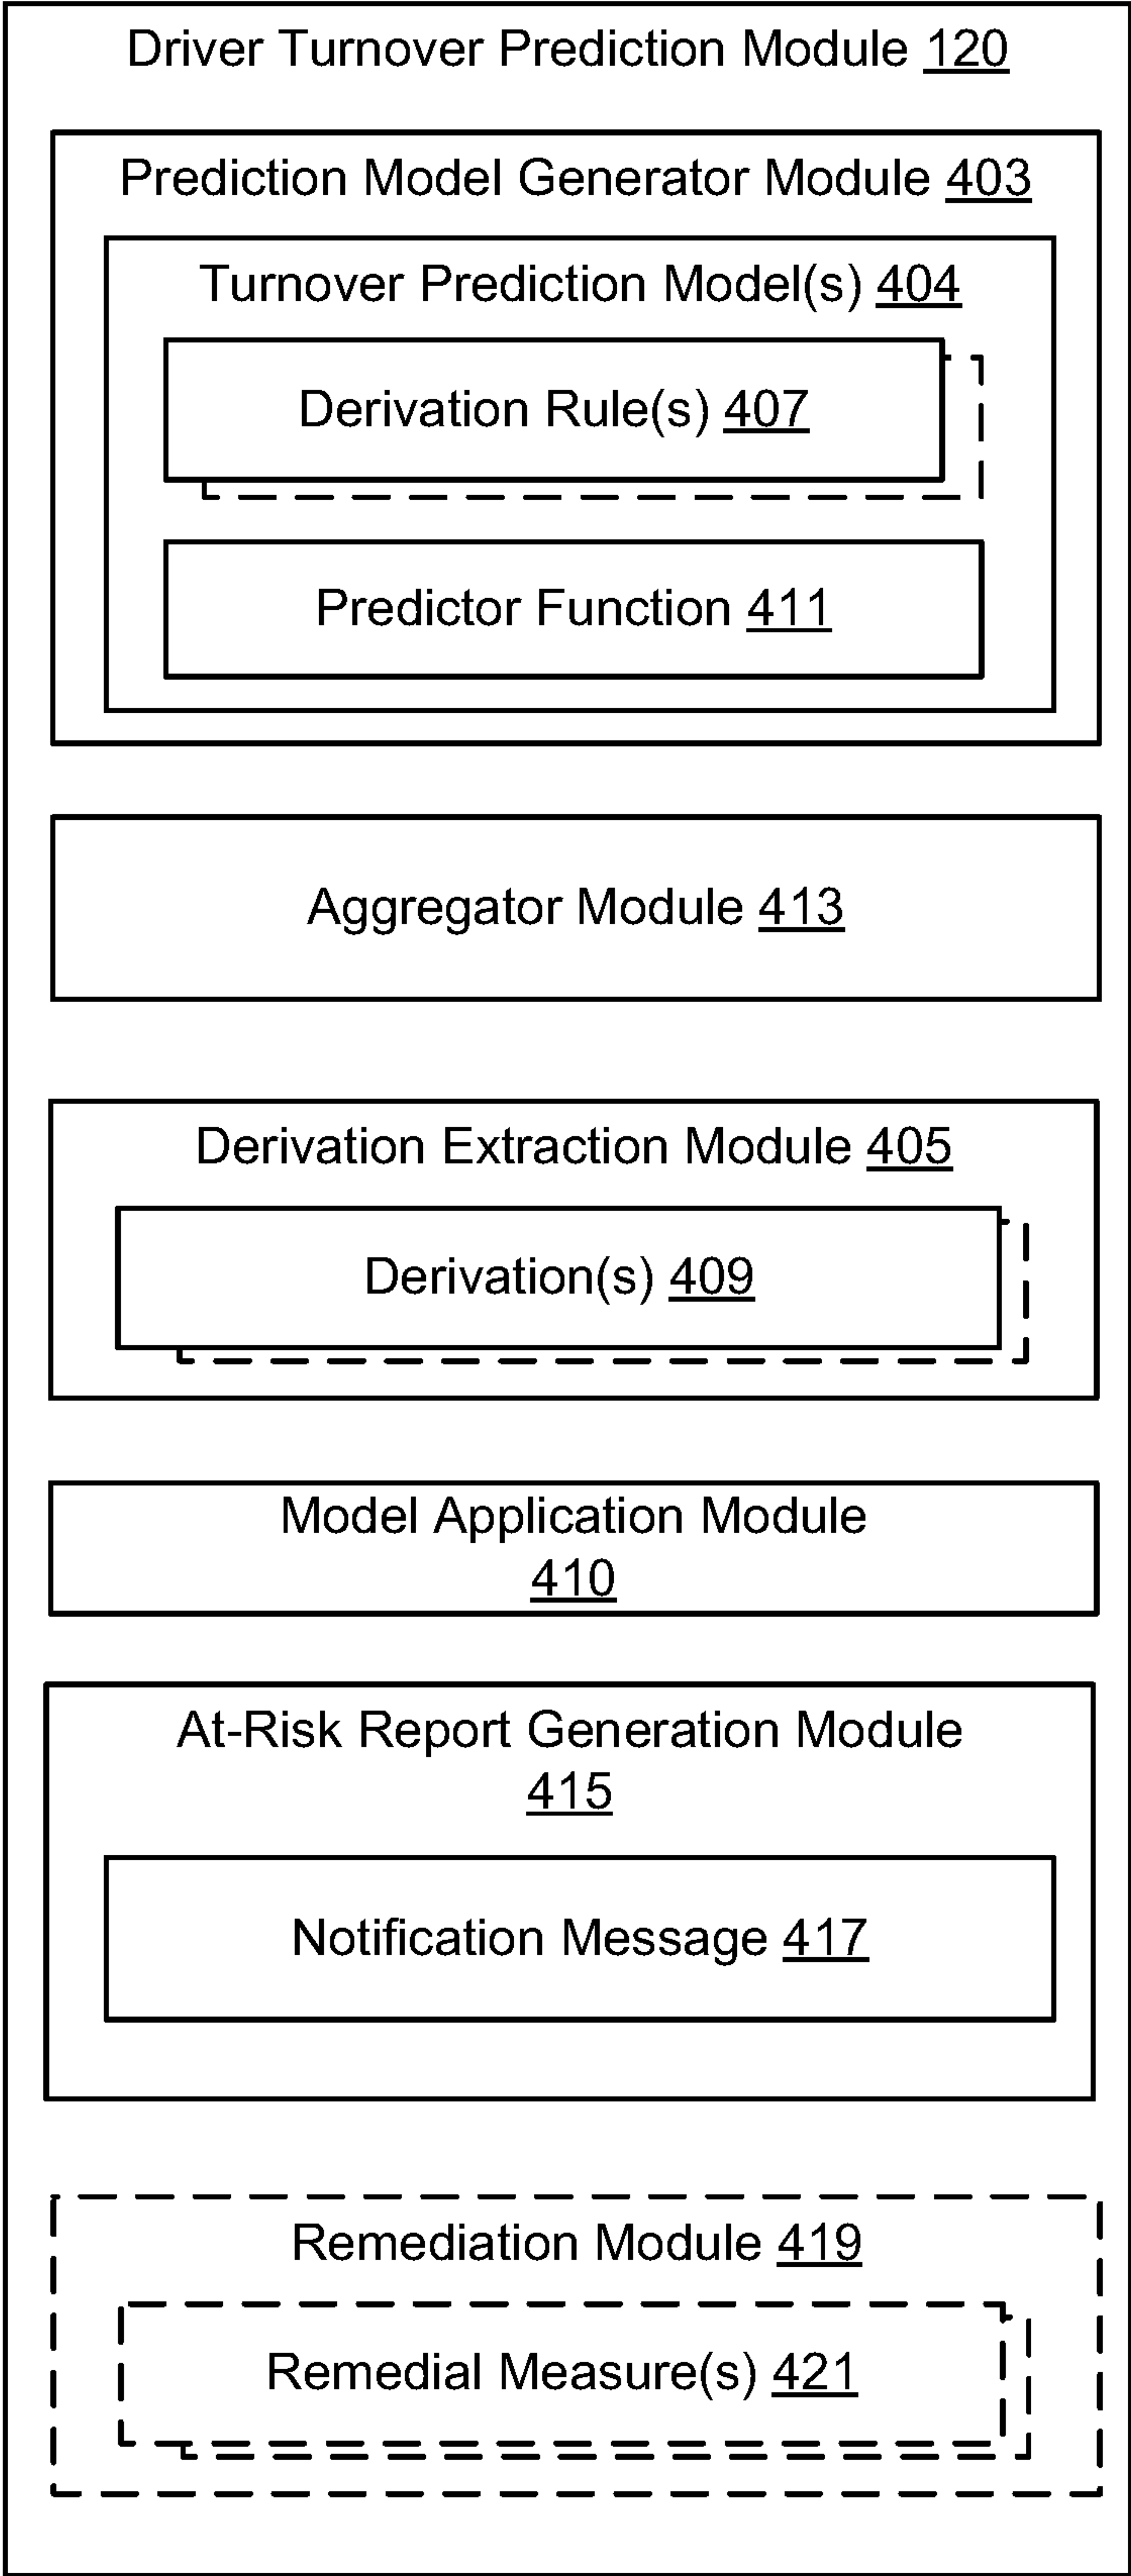 Driver Turnover Prediction Module 120
Prediction Model Generator Module 403
Turnover Prediction Model(s) 404
Derivation Rule(s) 407
Predictor Function 411
Aggregator Module 413
Derivation Extraction Module 405
Derivation(s) 409
Model Application Module
410
At-Risk Report Generation Module
415
Notification Message 417
Remediation Module 419
Remedial Measure(s) 421